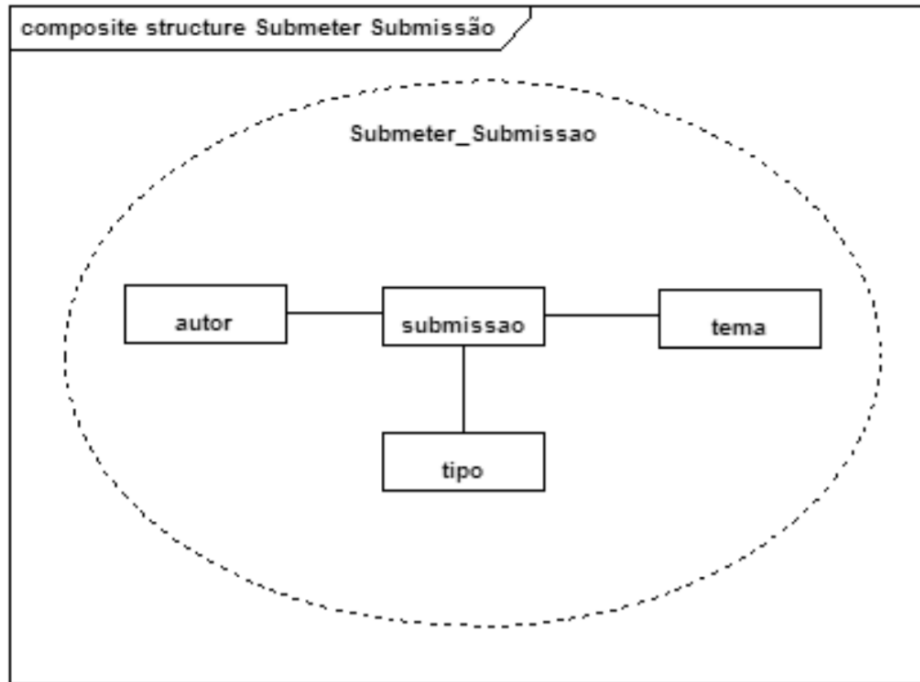 composite structure Submeter Submissão
Submeter_Submissao
autor
submissao
tema
tipo